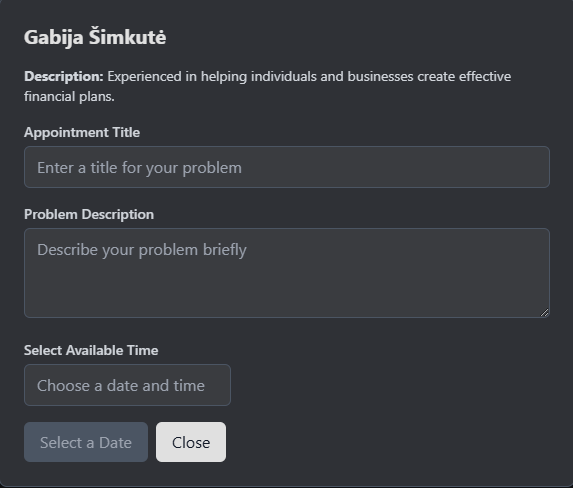 Gabija Šimkutė
Description: Experienced in helping individuals and businesses create effective
financial plans.
Appointment Title
Enter a title for your problem
Problem Description
Describe your problem briefly
Select Available Time
Choose a date and time
Select a Date
Close